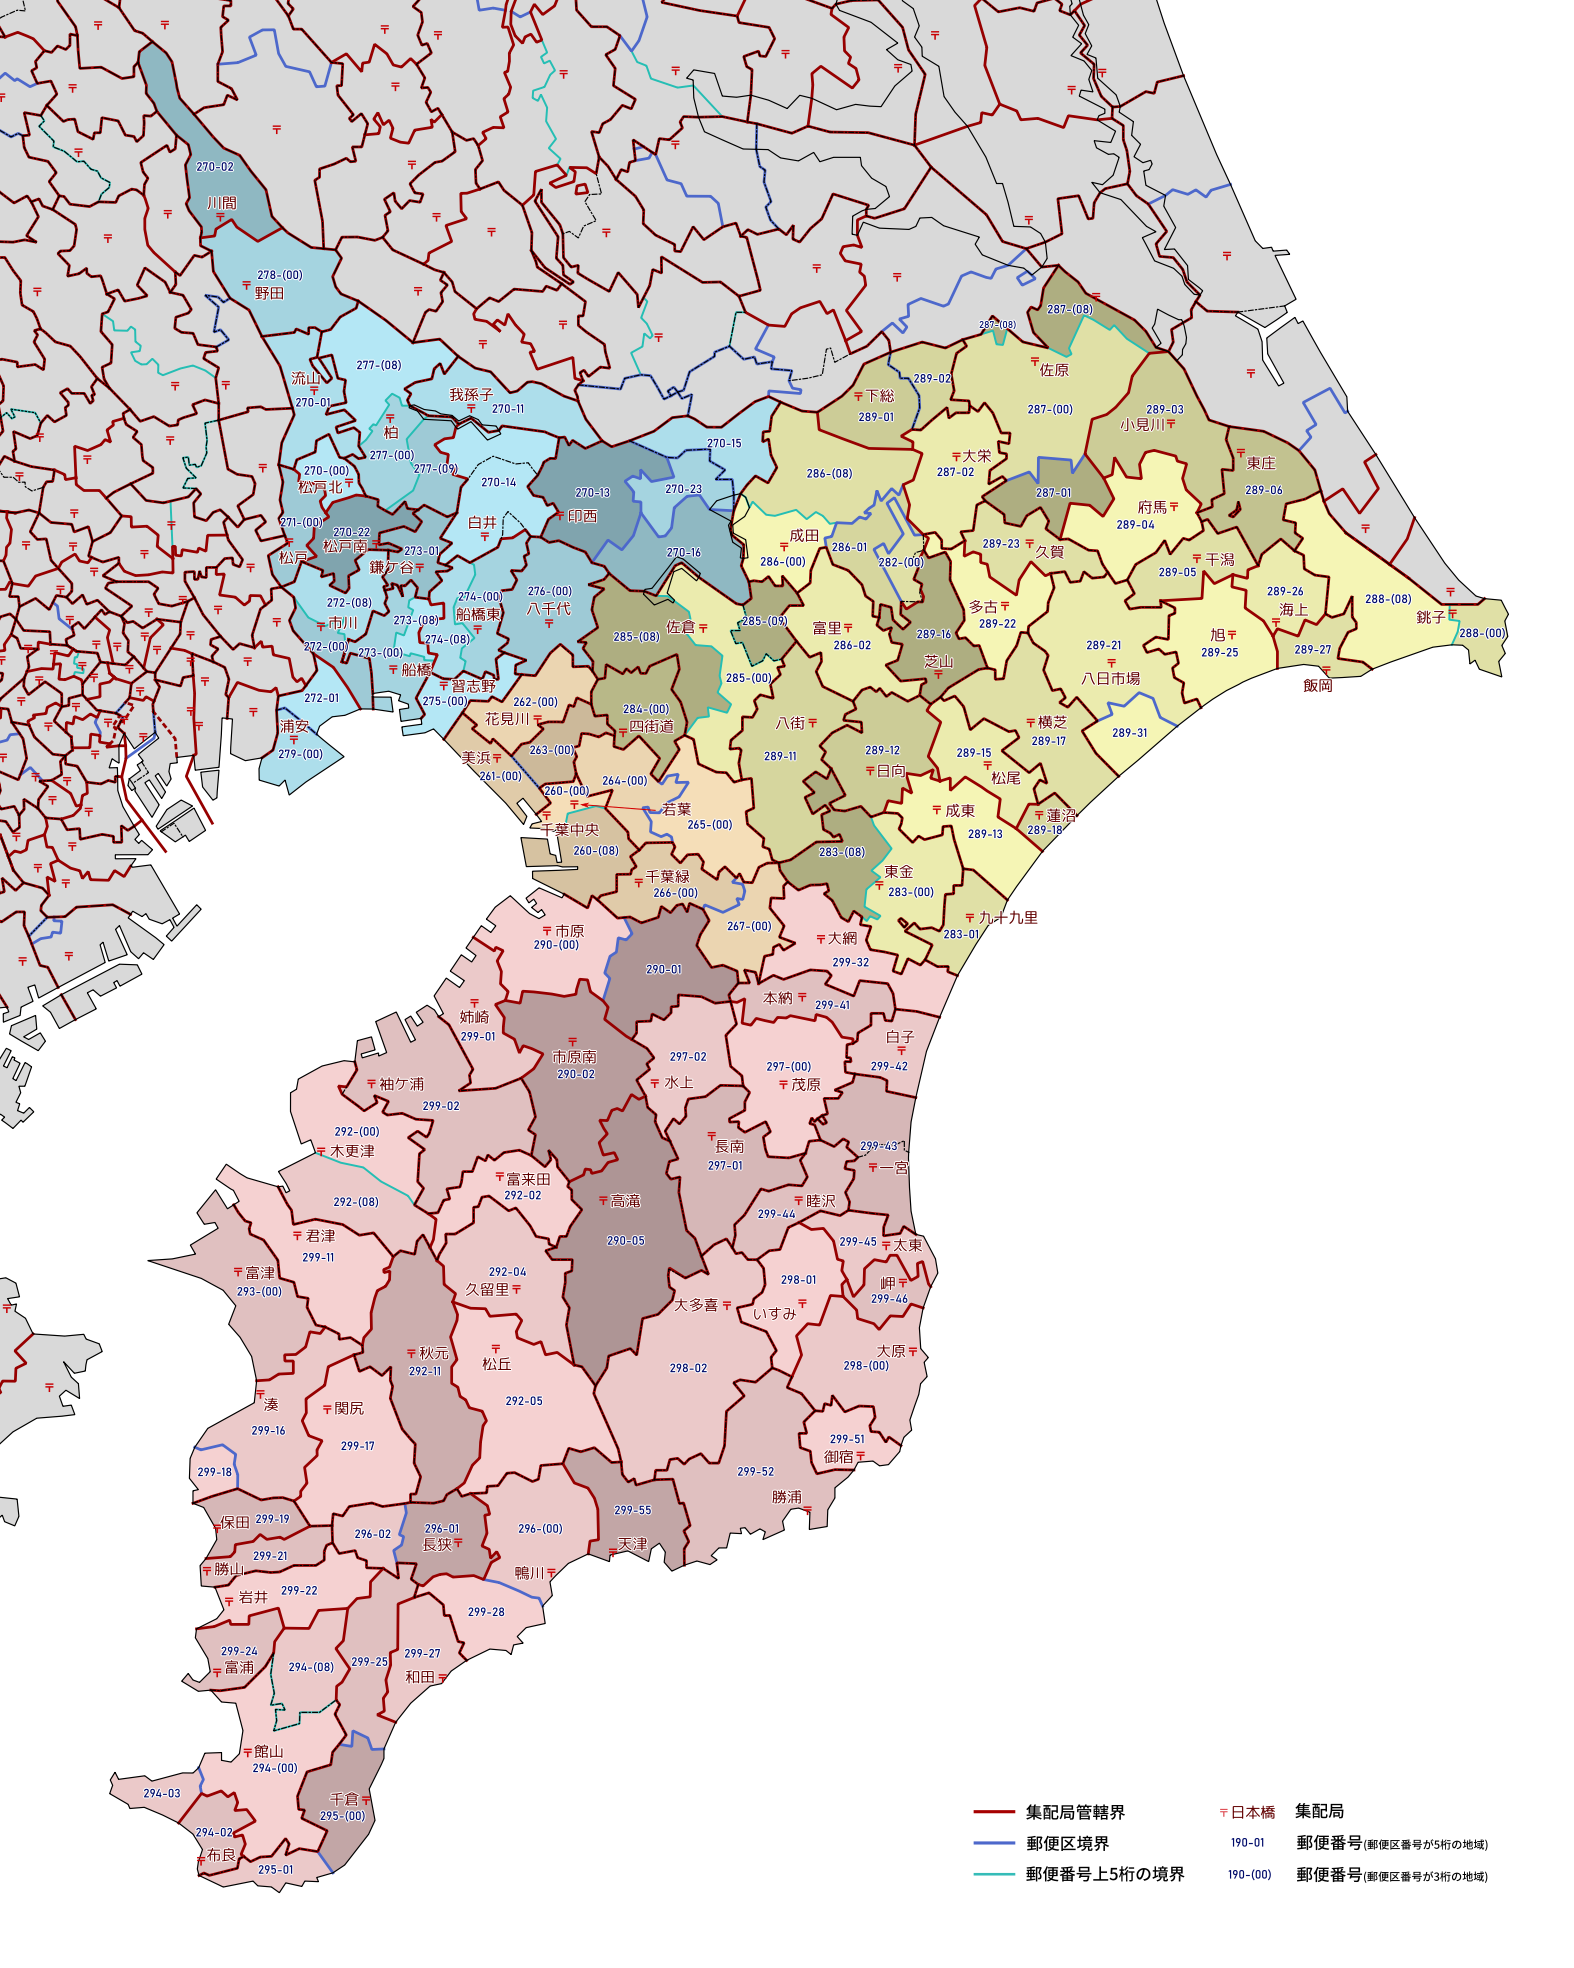 270-02
川間
278-(00)
野田
287-(08)
287-(08)
277-(08)
佐原
流山
289-02
我孫子
270-01
270-11
下総
289-01
287-(00)
289-03
小見川
柏
270-15
277-(00)
大栄
東庄
270-(00)
277-(09)
286-(08)
287-02
松戸北
270-14
270-13
270-23
287-01
289-06
府馬
印西
271-(00)
白井
289-04
270-22
成田
松戸南
273-01
270-16
286-01
289-23
久賀
松戸
鎌ケ谷
286-(00)
282-(00)
干潟
289-05
276-(00)
274-(00)
289-26
272-(08)
八千代
多古
288-(08)
船橋東
海上
市川
273-(08)
285-(09)
289-22
銚子
佐倉
富里
285-(08)
289-16
旭
288-(00)
272-(00)
273-(00)
274-(08)
286-02
289-21
289-25
289-27
芝山
船橋
285-(00)
八日市場
習志野
飯岡
272-01
275-(00)
262-(00)
花見川
284-(00)
四街道
八街
横芝
浦安
289-31
289-17
279-(00)
263-(00)
289-12
289-15
美浜
289-11
日向
松尾
261-(00)
264-(00)
260-(00)
若葉
成東
蓮沼
千葉中央
265-(00)
289-13
289-18
260-(08)
283-(08)
千葉緑
東金
266-(00)
283-(00)
市原
267-(00)
九十九里
290-(00)
大網
283-01
290-01
299-32
本納
299-41
姉崎
299-01
白子
市原南
297-02
297-(00)
299-42
290-02
水上
茂原
袖ケ浦
299-02
292-(00)
長南
299-43
木更津
297-01
一宮
富来田
292-02
292-(08)
高滝
睦沢
299-44
君津
290-05
299-45
太東
299-11
富津
292-04
298-01
岬
293-(00)
久留里
大多喜
299-46
いすみ
秋元
松丘
大原
292-11
298-02
298-(00)
湊
関尻
292-05
299-16
299-17
299-51
御宿
299-18
299-52
勝浦
保田
299-19
299-55
296-02
296-01
296-(00)
長狭
天津
299-21
勝山
鴨川
岩井
299-22
299-28
299-24
299-27
富浦
294-(08)
299-25
和田
館山
294-(00)
294-03
千倉
295-(00)
294-02
布良
295-01
集配局管轄界
〒日本橋
集配局
郵便区境界
190-01
郵便番号(郵便区番号が5桁の地域)
郵便番号上5桁の境界
190-(00)
郵便番号(郵便区番号が3桁の地域)